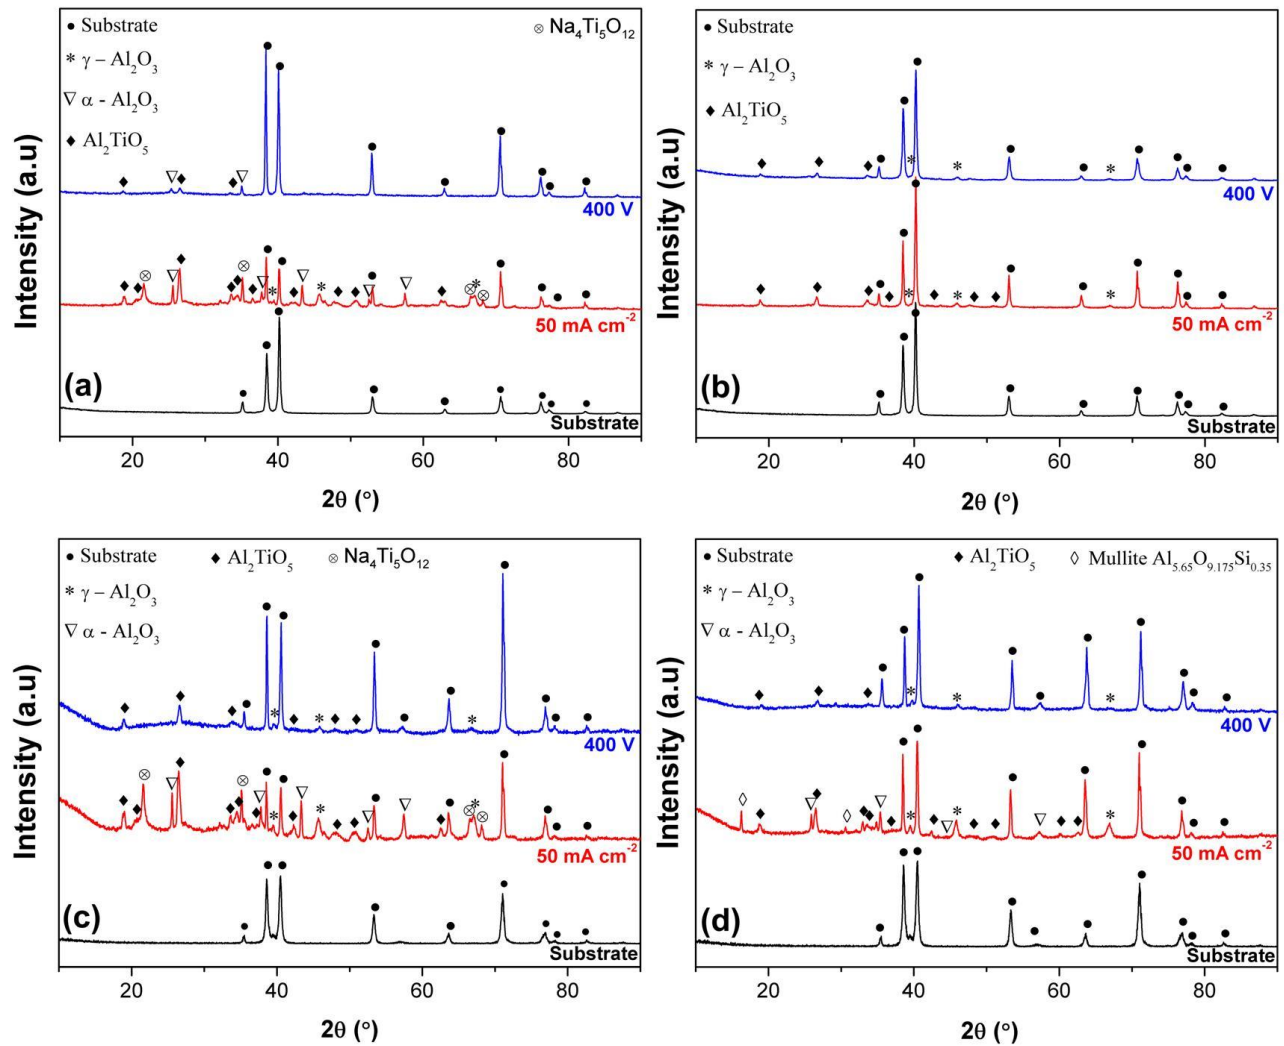 ● Substrate
⊗ Na₄Ti₅O₁₂
* γ – Al₂O₃
▽ α - Al₂O₃
◆ Al₂TiO₅
400 V
50 mA cm⁻²
(a)
Substrate
20 40 60 80
2θ (°)
Intensity (a.u)
● Substrate
* γ – Al₂O₃
◆ Al₂TiO₅
400 V
50 mA cm⁻²
(b)
Substrate
20 40 60 80
2θ (°)
Intensity (a.u)
● Substrate ◆ Al₂TiO₅ ⊗ Na₄Ti₅O₁₂
* γ – Al₂O₃
▽ α - Al₂O₃
400 V
50 mA cm⁻²
(c)
Substrate
20 40 60 80
2θ (°)
Intensity (a.u)
● Substrate ◆ Al₂TiO₅ ◊ Mullite Al₅.₆₅O₉.₁₇₅Si₀.₃₅
* γ – Al₂O₃
▽ α - Al₂O₃
400 V
50 mA cm⁻²
(d)
Substrate
20 40 60 80
2θ (°)
Intensity (a.u)